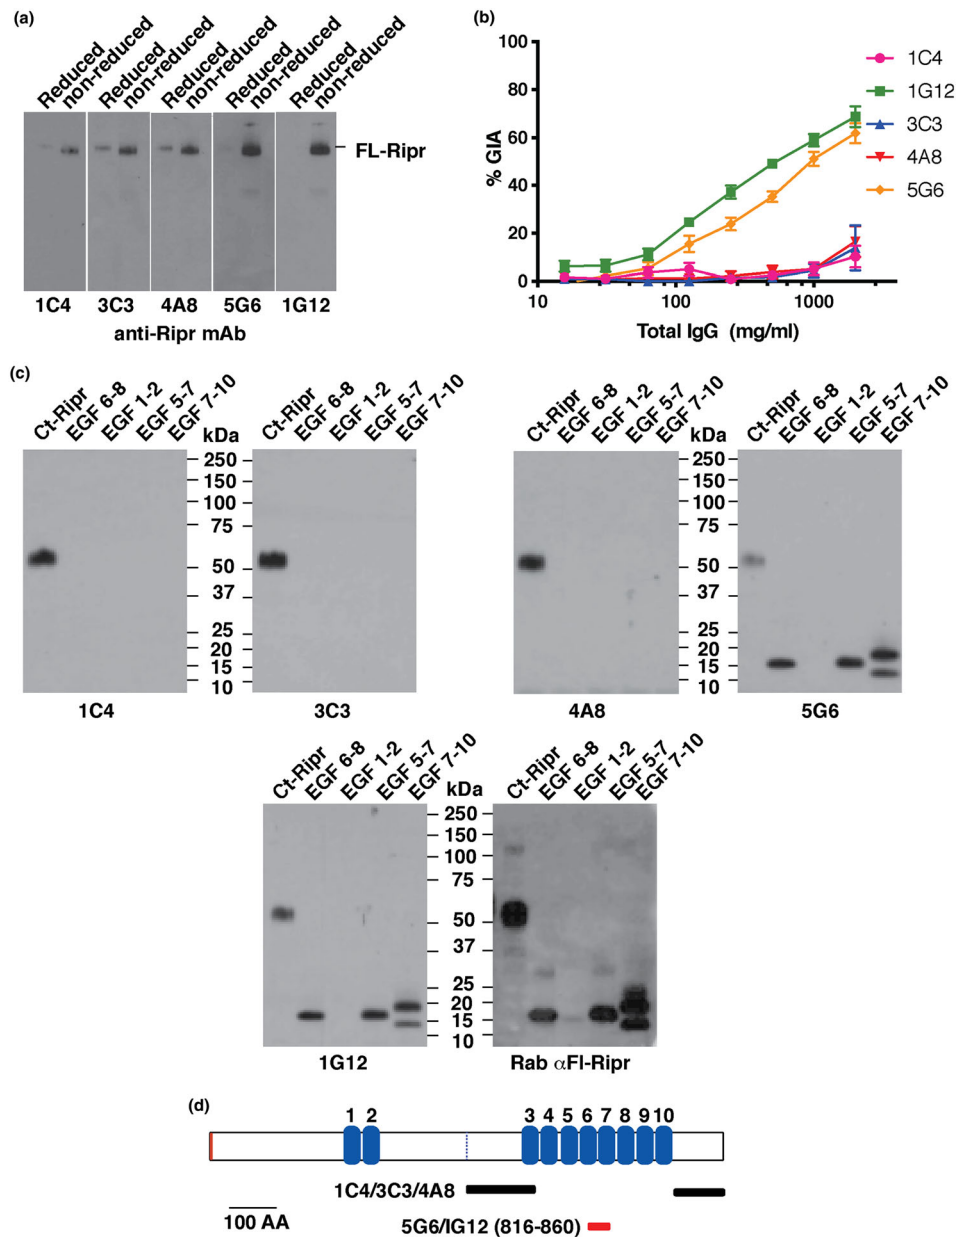 (a)
Reduced non-reduced Reduced non-reduced Reduced non-reduced Reduced non-reduced Reduced non-reduced
FL-Ripr
1C4 3C3 4A8 5G6 1G12
anti-Ripr mAb
(b)
100
80
60
40
20
0
% GIA
10 100 1000
Total IgG (mg/ml)
1C4
1G12
3C3
4A8
5G6
(c)
Ct-Ripr EGF 6-8 EGF 1-2 EGF 5-7 EGF 7-10
kDa
250
150
100
75
50
37
25
20
15
10
1C4
Ct-Ripr EGF 6-8 EGF 1-2 EGF 5-7 EGF 7-10
3C3
Ct-Ripr EGF 6-8 EGF 1-2 EGF 5-7 EGF 7-10
kDa
250
150
100
75
50
37
25
20
15
10
4A8
Ct-Ripr EGF 6-8 EGF 1-2 EGF 5-7 EGF 7-10
5G6
Ct-Ripr EGF 6-8 EGF 1-2 EGF 5-7 EGF 7-10
kDa
250
150
100
75
50
37
25
20
15
10
1G12
Ct-Ripr EGF 6-8 EGF 1-2 EGF 5-7 EGF 7-10
Rab αFl-Ripr
(d)
1 2 3 4 5 6 7 8 9 10
1C4/3C3/4A8
100 AA
5G6/IG12 (816-860)